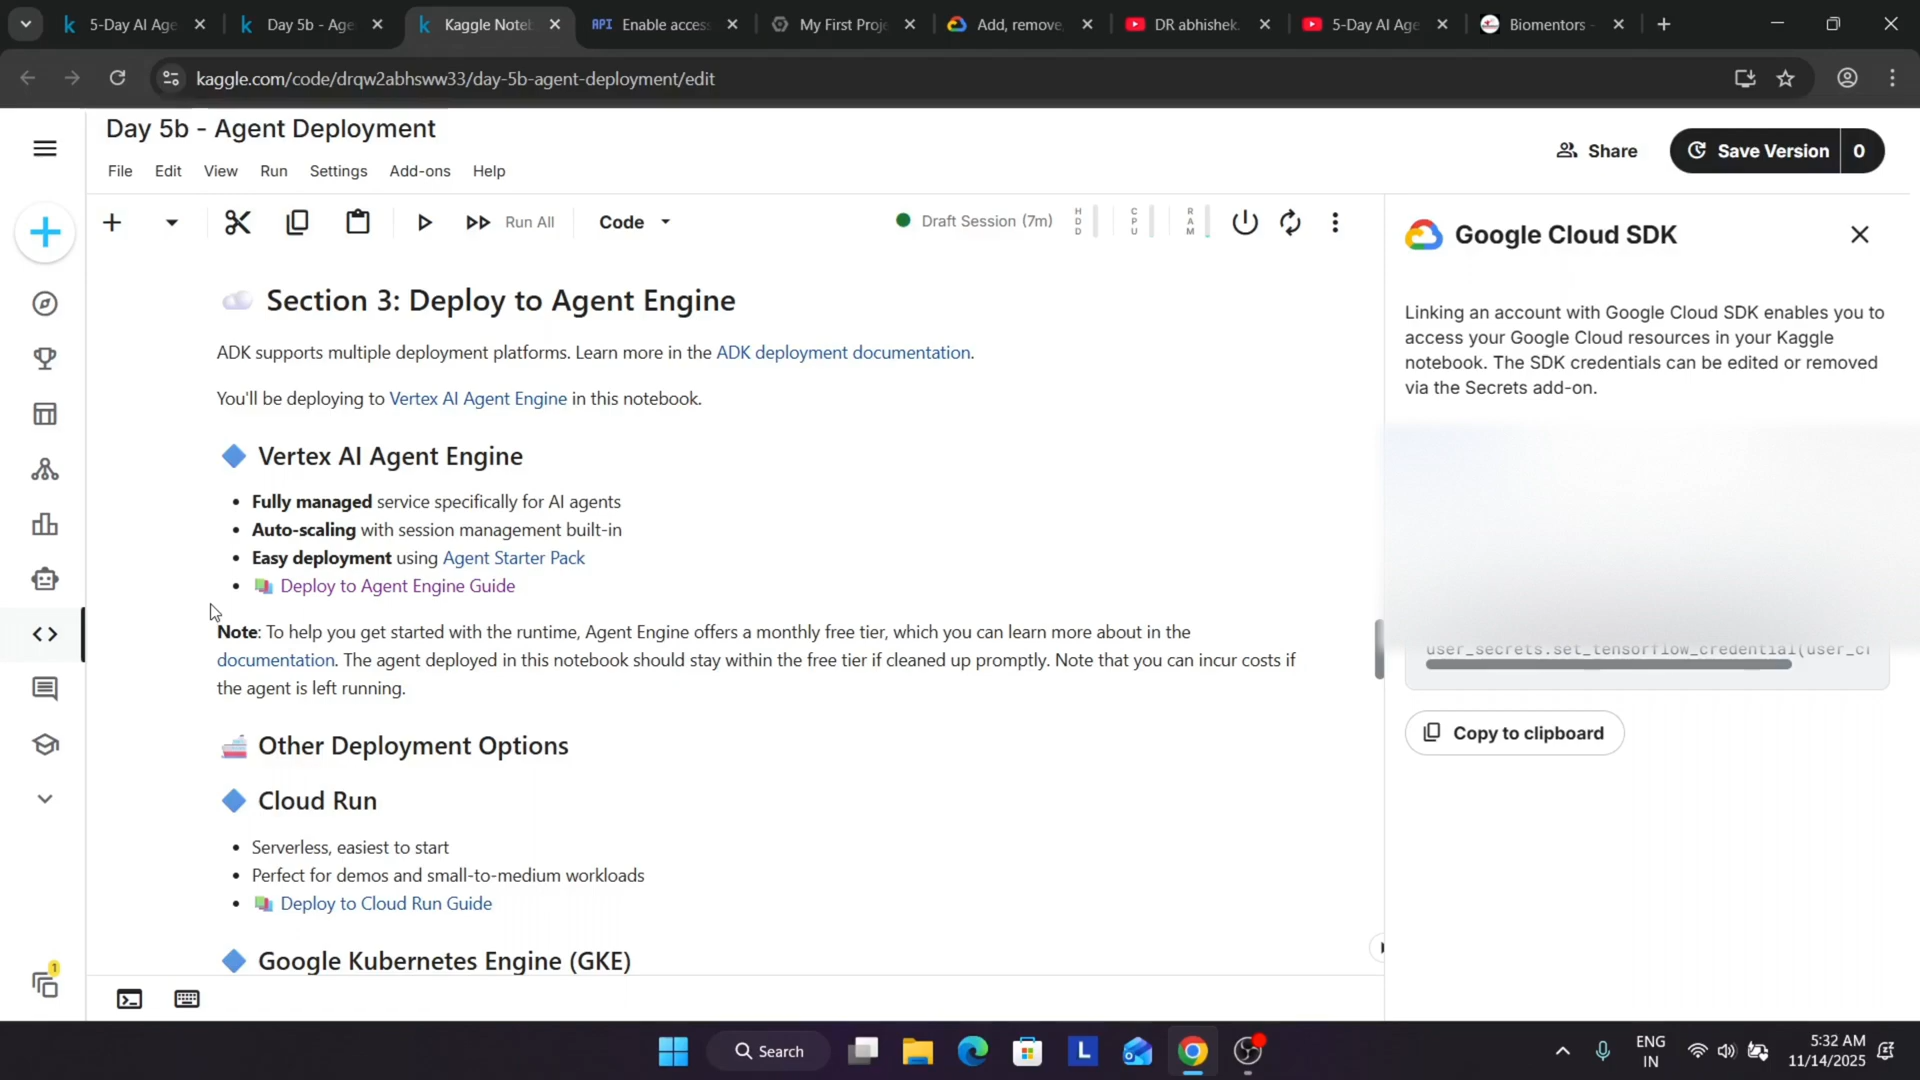 5-Day AI Age
Day 5b - Age
Kaggle Noteb
API Enable access
My First Proje
Add, remove,
DR abhishek.
5-Day AI Age
Biomentors -
kaggle.com/code/drqw2abhsww33/day-5b-agent-deployment/edit
Day 5b - Agent Deployment
File Edit View Run Settings Add-ons Help
Share
Save Version 0
Run All
Code
Draft Session (7m)
HDD
CPU
RAM
Section 3: Deploy to Agent Engine
ADK supports multiple deployment platforms. Learn more in the ADK deployment documentation.
You'll be deploying to Vertex AI Agent Engine in this notebook.
Vertex AI Agent Engine
• Fully managed service specifically for AI agents
• Auto-scaling with session management built-in
• Easy deployment using Agent Starter Pack
• Deploy to Agent Engine Guide
Note: To help you get started with the runtime, Agent Engine offers a monthly free tier, which you can learn more about in the
documentation. The agent deployed in this notebook should stay within the free tier if cleaned up promptly. Note that you can incur costs if
the agent is left running.
Other Deployment Options
Cloud Run
• Serverless, easiest to start
• Perfect for demos and small-to-medium workloads
• Deploy to Cloud Run Guide
Google Kubernetes Engine (GKE)
Google Cloud SDK
Linking an account with Google Cloud SDK enables you to
access your Google Cloud resources in your Kaggle
notebook. The SDK credentials can be edited or removed
via the Secrets add-on.
user_secrets.set_tensorflow_credential(user_cr
Copy to clipboard
1
Search
L
ENG
IN
5:32 AM
11/14/2025